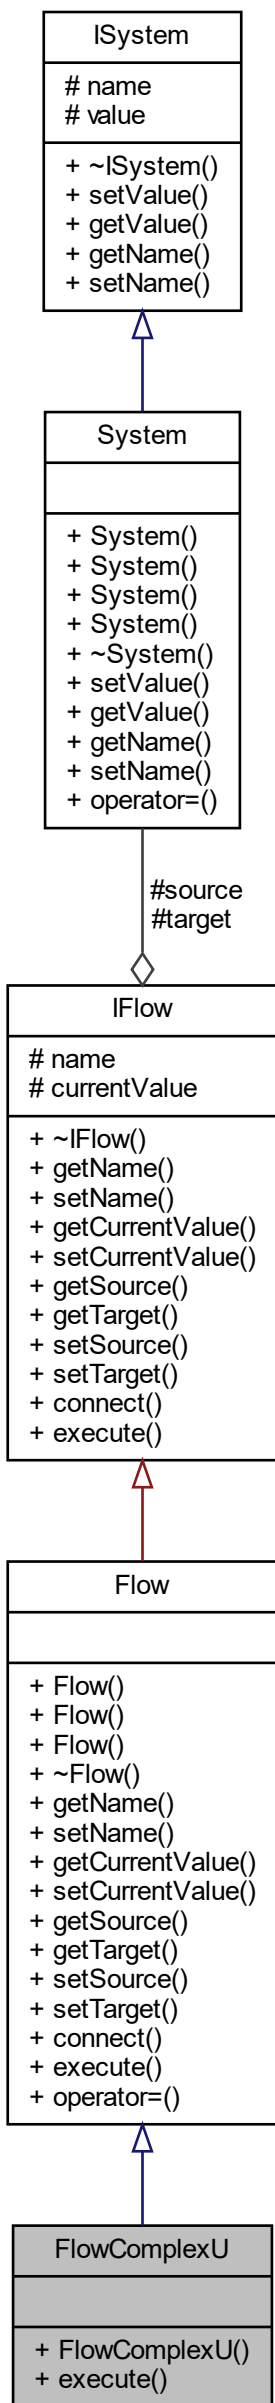 ISystem
# name
# value
+ ~ISystem()
+ setValue()
+ getValue()
+ getName()
+ setName()
System
+ System()
+ System()
+ System()
+ System()
+ ~System()
+ setValue()
+ getValue()
+ getName()
+ setName()
+ operator=()
#source
#target
IFlow
# name
# currentValue
+ ~IFlow()
+ getName()
+ setName()
+ getCurrentValue()
+ setCurrentValue()
+ getSource()
+ getTarget()
+ setSource()
+ setTarget()
+ connect()
+ execute()
Flow
+ Flow()
+ Flow()
+ Flow()
+ ~Flow()
+ getName()
+ setName()
+ getCurrentValue()
+ setCurrentValue()
+ getSource()
+ getTarget()
+ setSource()
+ setTarget()
+ connect()
+ execute()
+ operator=()
FlowComplexU
+ FlowComplexU()
+ execute()